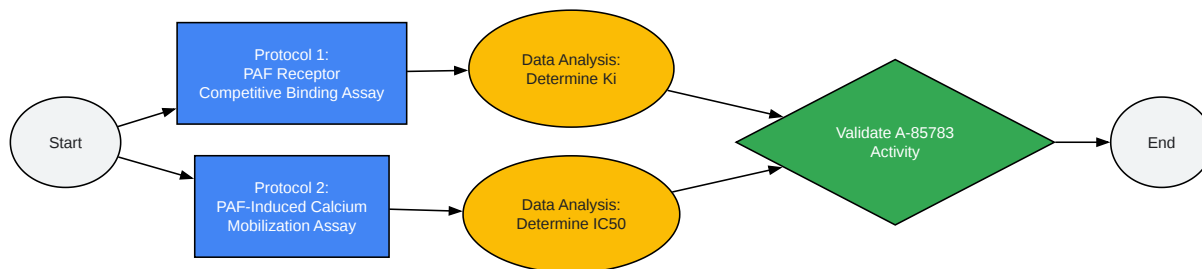 Start
Protocol 1:
PAF Receptor
Competitive Binding Assay
Data Analysis:
Determine Ki
Protocol 2:
PAF-Induced Calcium
Mobilization Assay
Data Analysis:
Determine IC50
Validate A-85783
Activity
End